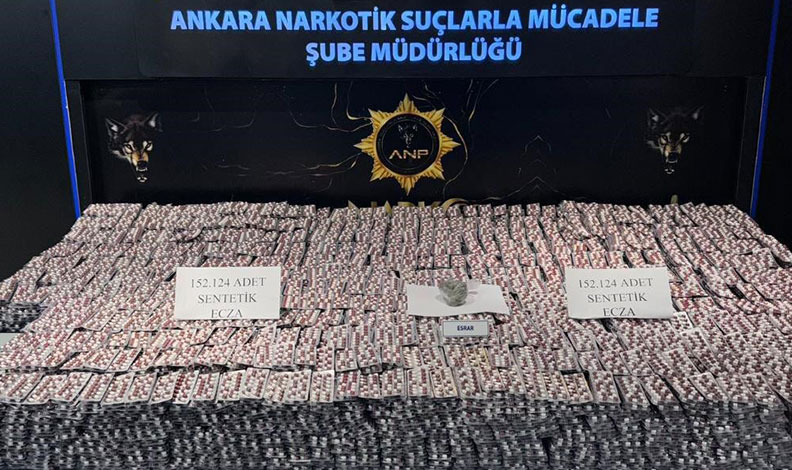 ANKARA NARKOTİK SUÇLARLA MÜCADELE
ŞUBE MÜDÜRLÜĞÜ
ANP
152.124 ADET
SENTETİK
ECZA
ESRAR
152.124 ADET
SENTETİK
ECZA